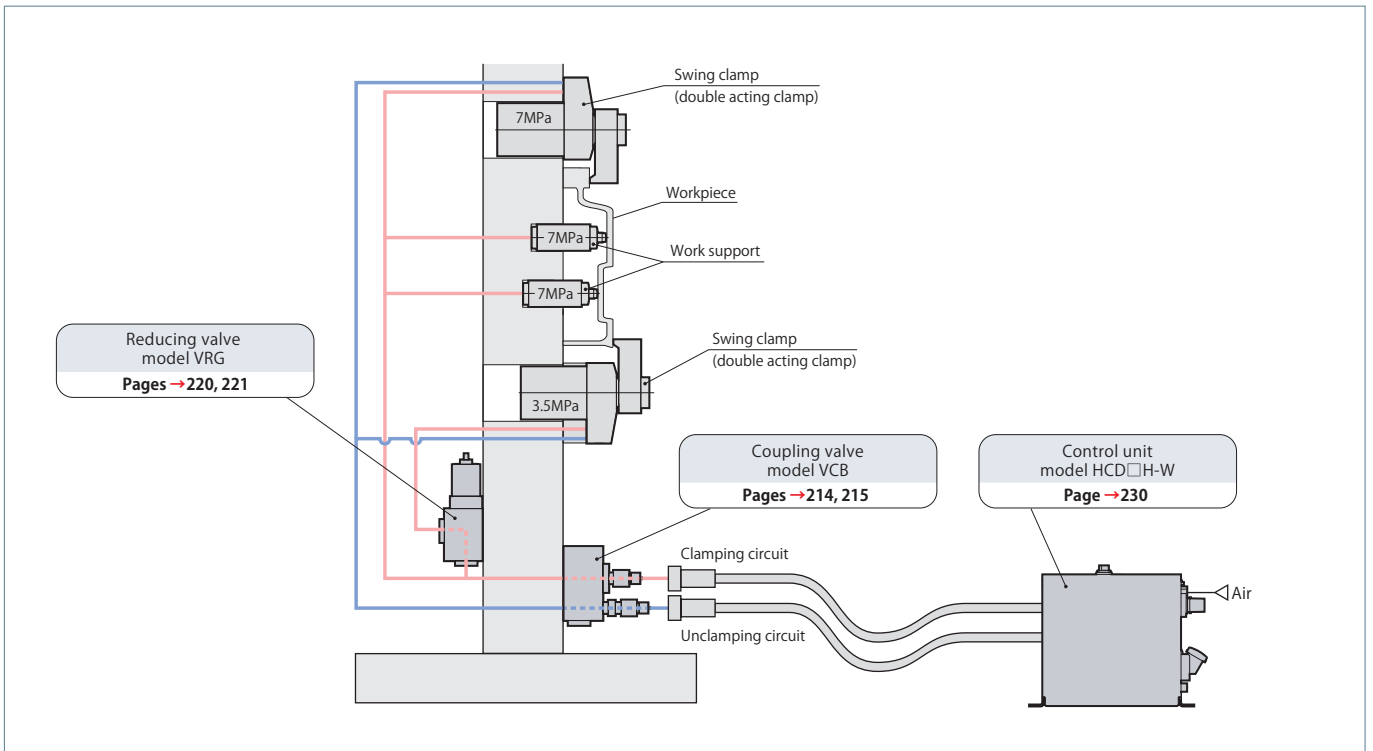 Swing clamp
(double acting clamp)
7MPa
Workpiece
7MPa
Work support
7MPa
Reducing valve
model VRG
Pages →220, 221
Swing clamp
(double acting clamp)
3.5MPa
Coupling valve
model VCB
Pages →214, 215
Control unit
model HCD□H-W
Page →230
Clamping circuit
Air
Unclamping circuit